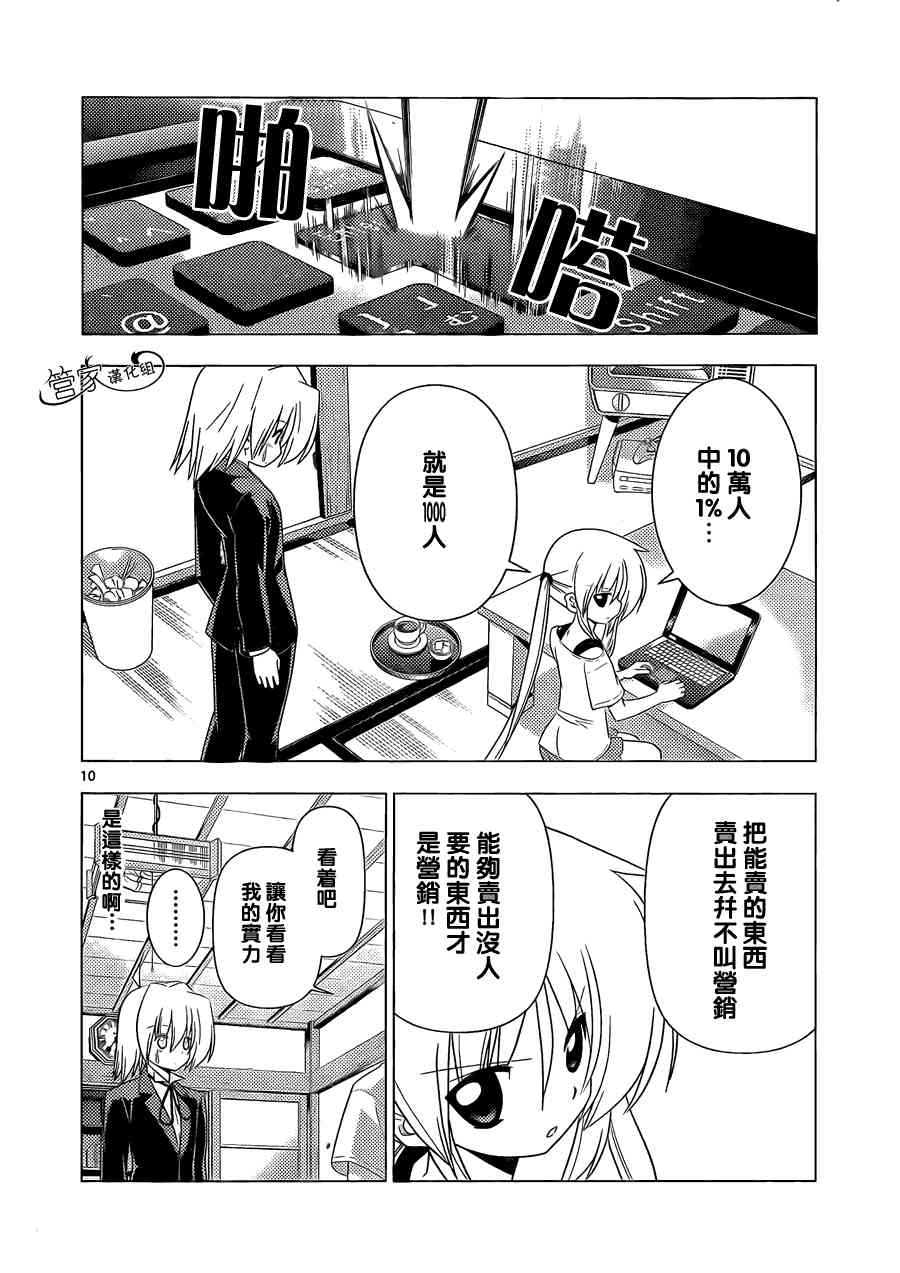 啪
嗒
Shift
@
む
管家
漢化組
10萬人
中的
1%…
就是1000人
10
把能賣的東西
賣出去幷不叫營銷
能夠賣出沒人
要的東西才
是營銷!!
看着吧
讓你看看
我的實力
………
是這樣的啊…